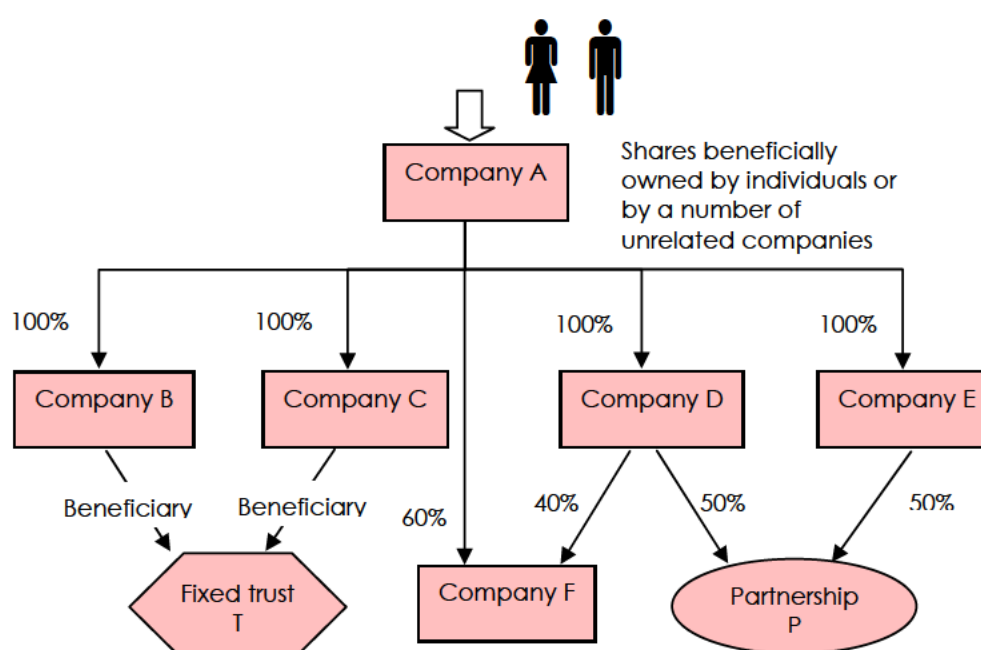 Company A
Shares beneficially
owned by individuals or
by a number of
unrelated companies
100%
100%
100%
100%
Company B
Company C
Company D
Company E
Beneficiary
Beneficiary
60%
40%
50%
50%
Fixed trust
T
Company F
Partnership
P